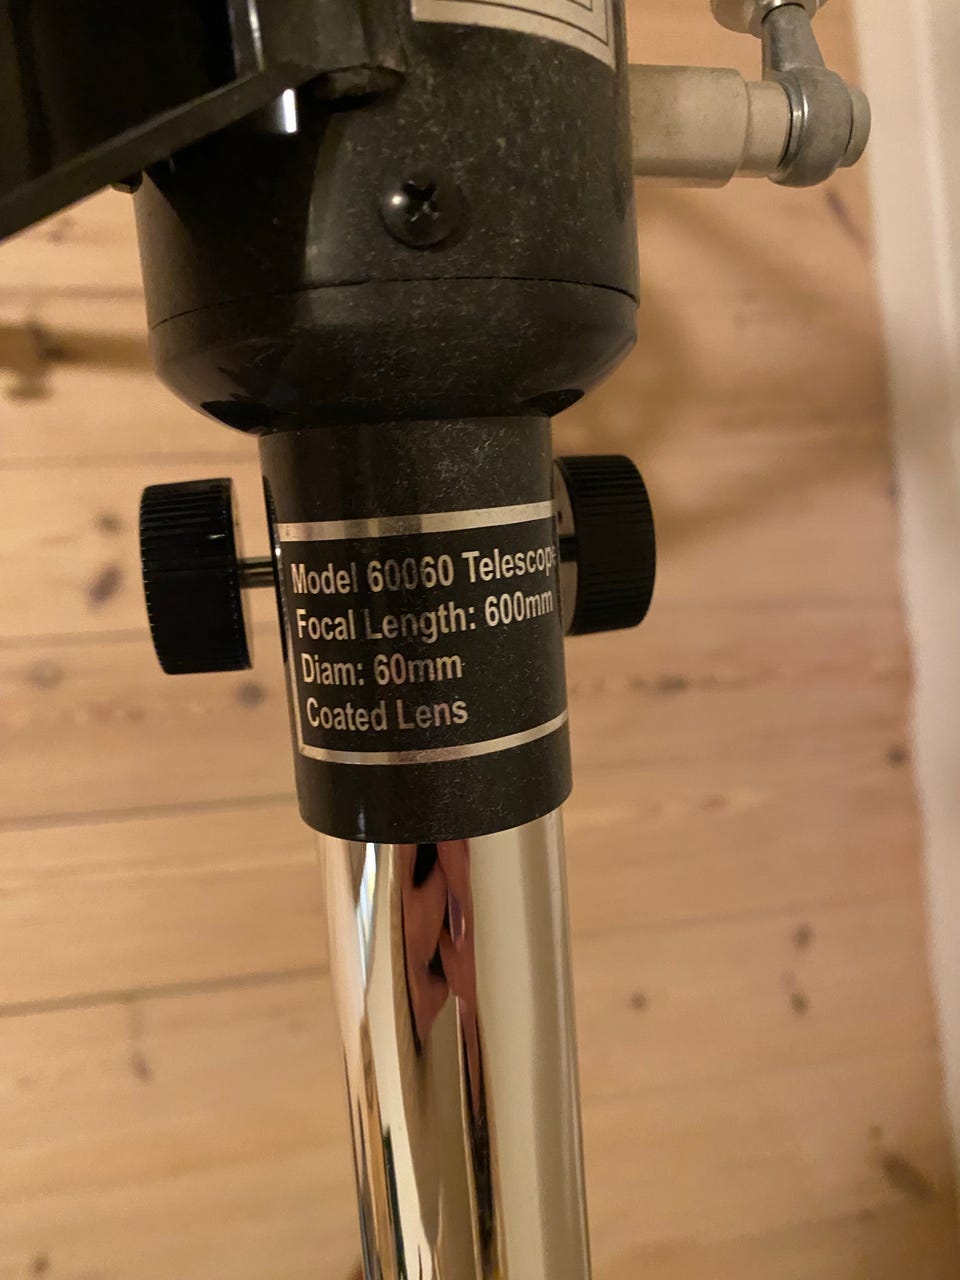 Model 60060 Telescope
Focal Length: 600mm
Diam: 60mm
Coated Lens